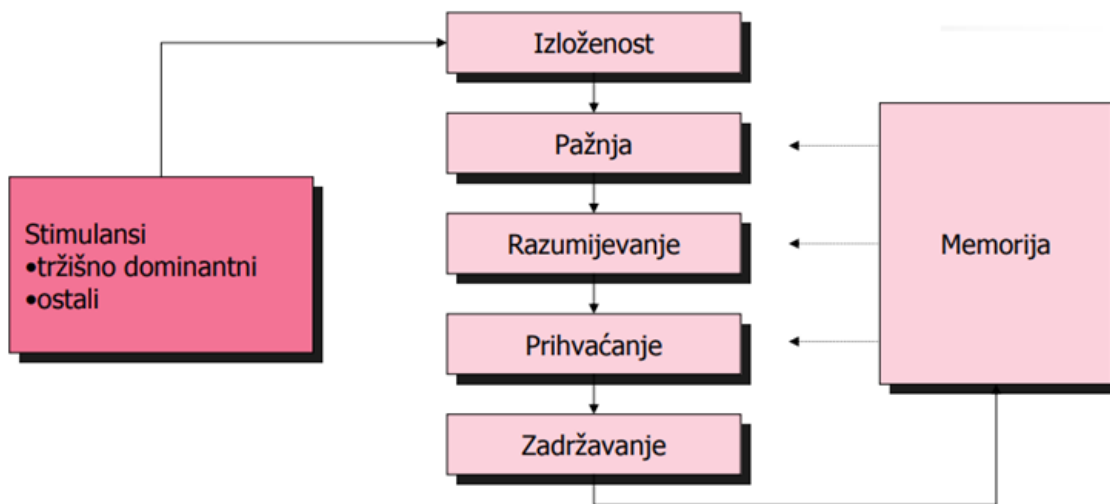 Izloženost
Pažnja
Stimulansi
•tržišno dominantni
•ostali
Razumijevanje
Memorija
Prihvaćanje
Zadržavanje